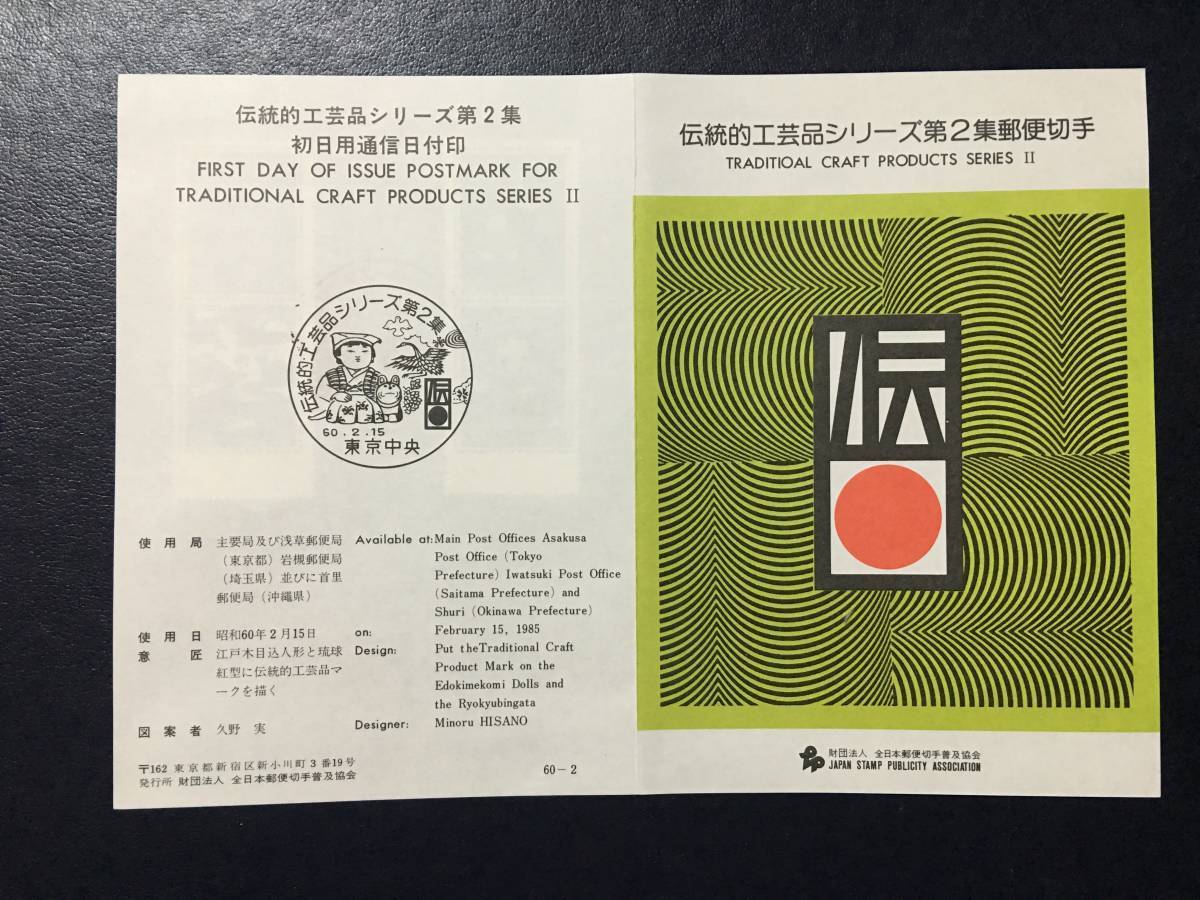 伝統的工芸品シリーズ第2集
初日用通信日付印
FIRST DAY OF ISSUE POSTMARK FOR
TRADITIONAL CRAFT PRODUCTS SERIES II
伝統的工芸品シリーズ第2集
伝
60.2.15
東京中央
使用局 主要局及び浅草郵便局
（東京都）岩槻郵便局
（埼玉県）並びに首里
郵便局（沖縄県）
Available at: Main Post Offices Asakusa
Post Office (Tokyo
Prefecture) Iwatsuki Post Office
(Saitama Prefecture) and
Shuri (Okinawa Prefecture)
使用日 昭和60年2月15日
on: February 15, 1985
意匠 江戸木目込人形と琉球
紅型に伝統的工芸品マ
ークを描く
Design: Put theTraditional Craft
Product Mark on the
Edokimekomi Dolls and
the Ryokyubingata
図案者 久野 実
Designer: Minoru HISANO
〒162 東京都新宿区新小川町3番19号
発行所 財団法人 全日本郵便切手普及協会
60-2
伝統的工芸品シリーズ第2集郵便切手
TRADITIOAL CRAFT PRODUCTS SERIES II
伝
財団法人 全日本郵便切手普及協会
JAPAN STAMP PUBLICITY ASSOCIATION